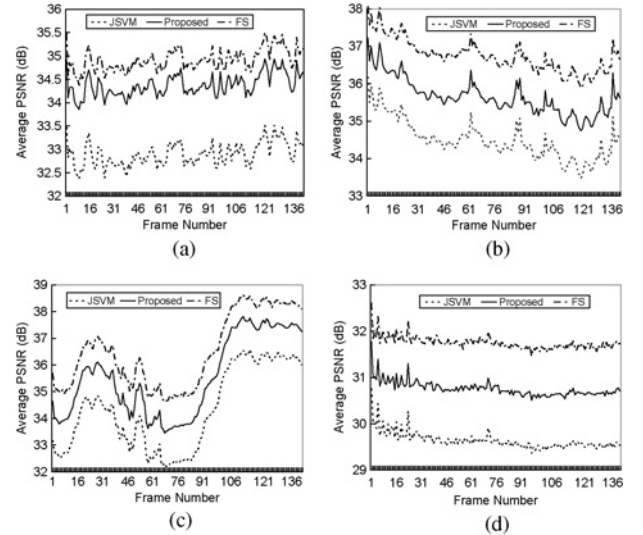 36
35.5
35
34.5
34
33.5
33
32.5
32
Average PSNR (dB)
JSVM Proposed FS
1 16 31 46 61 76 91 106 121 136
Frame Number
(a)
38
37
36
35
34
33
Average PSNR (dB)
JSVM Proposed FS
1 16 31 46 61 76 91 106 121 136
Frame Number
(b)
39
38
37
36
35
34
33
32
Average PSNR (dB)
JSVM Proposed FS
1 16 31 46 61 76 91 106 121 136
Frame Number
(c)
33
32
31
30
29
Average PSNR (dB)
JSVM Proposed FS
1 16 31 46 61 76 91 106 121 136
Frame Number
(d)